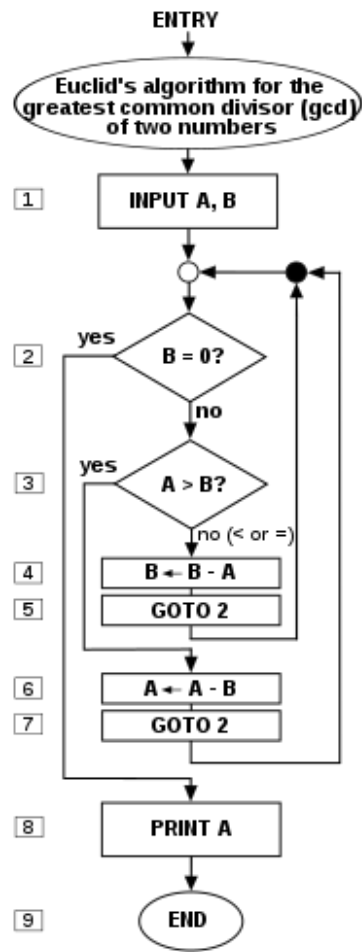 ENTRY
Euclid's algorithm for the
greatest common divisor (gcd)
of two numbers
1
INPUT A, B
yes
2
B = 0?
no
yes
3
A > B?
no (< or =)
4
B ← B - A
5
GOTO 2
6
A ← A - B
7
GOTO 2
8
PRINT A
9
END